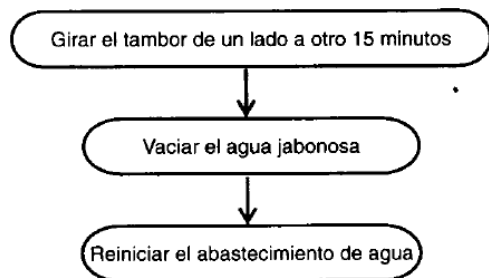 Girar el tambor de un lado a otro 15 minutos
Vaciar el agua jabonosa
Reiniciar el abastecimiento de agua